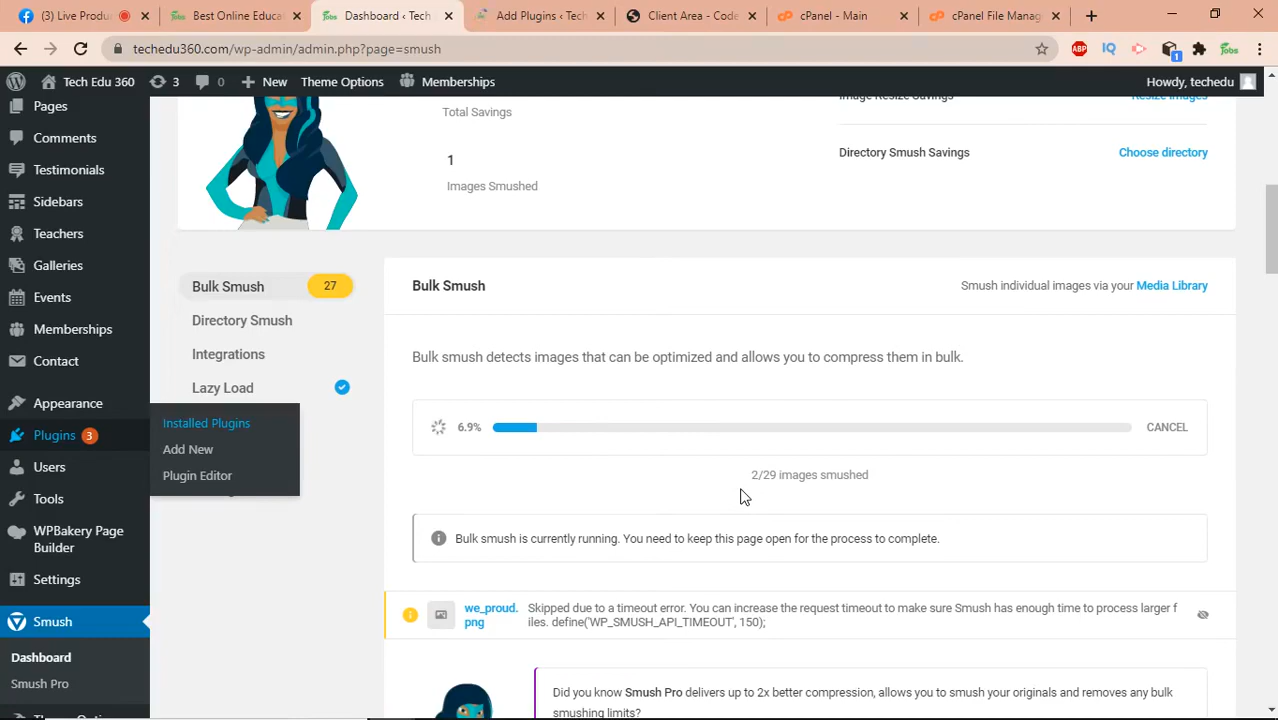 (1) Live Produ
Best Online Educat
Dashboard ‹ Tech
Add Plugins ‹ Tech
Client Area - Code
cPanel - Main
cPanel File Manag
techedu360.com/wp-admin/admin.php?page=smush
ABP
IQ
1
Jobs
Tech Edu 360
3
0
New
Theme Options
Memberships
Howdy, techedu
Pages
Comments
Testimonials
Sidebars
Teachers
Galleries
Events
Memberships
Contact
Appearance
Plugins 3
Installed Plugins
Add New
Plugin Editor
Users
Tools
WPBakery Page
Builder
Settings
Smush
Dashboard
Smush Pro
Total Savings
1
Images Smushed
Image Resize Savings
Resize Images
Directory Smush Savings
Choose directory
Bulk Smush 27
Directory Smush
Integrations
Lazy Load
Bulk Smush
Smush individual images via your Media Library
Bulk smush detects images that can be optimized and allows you to compress them in bulk.
6.9%
CANCEL
2/29 images smushed
Bulk smush is currently running. You need to keep this page open for the process to complete.
we_proud.
png
Skipped due to a timeout error. You can increase the request timeout to make sure Smush has enough time to process larger f
iles. define('WP_SMUSH_API_TIMEOUT', 150);
Did you know Smush Pro delivers up to 2x better compression, allows you to smush your originals and removes any bulk
smushing limits?